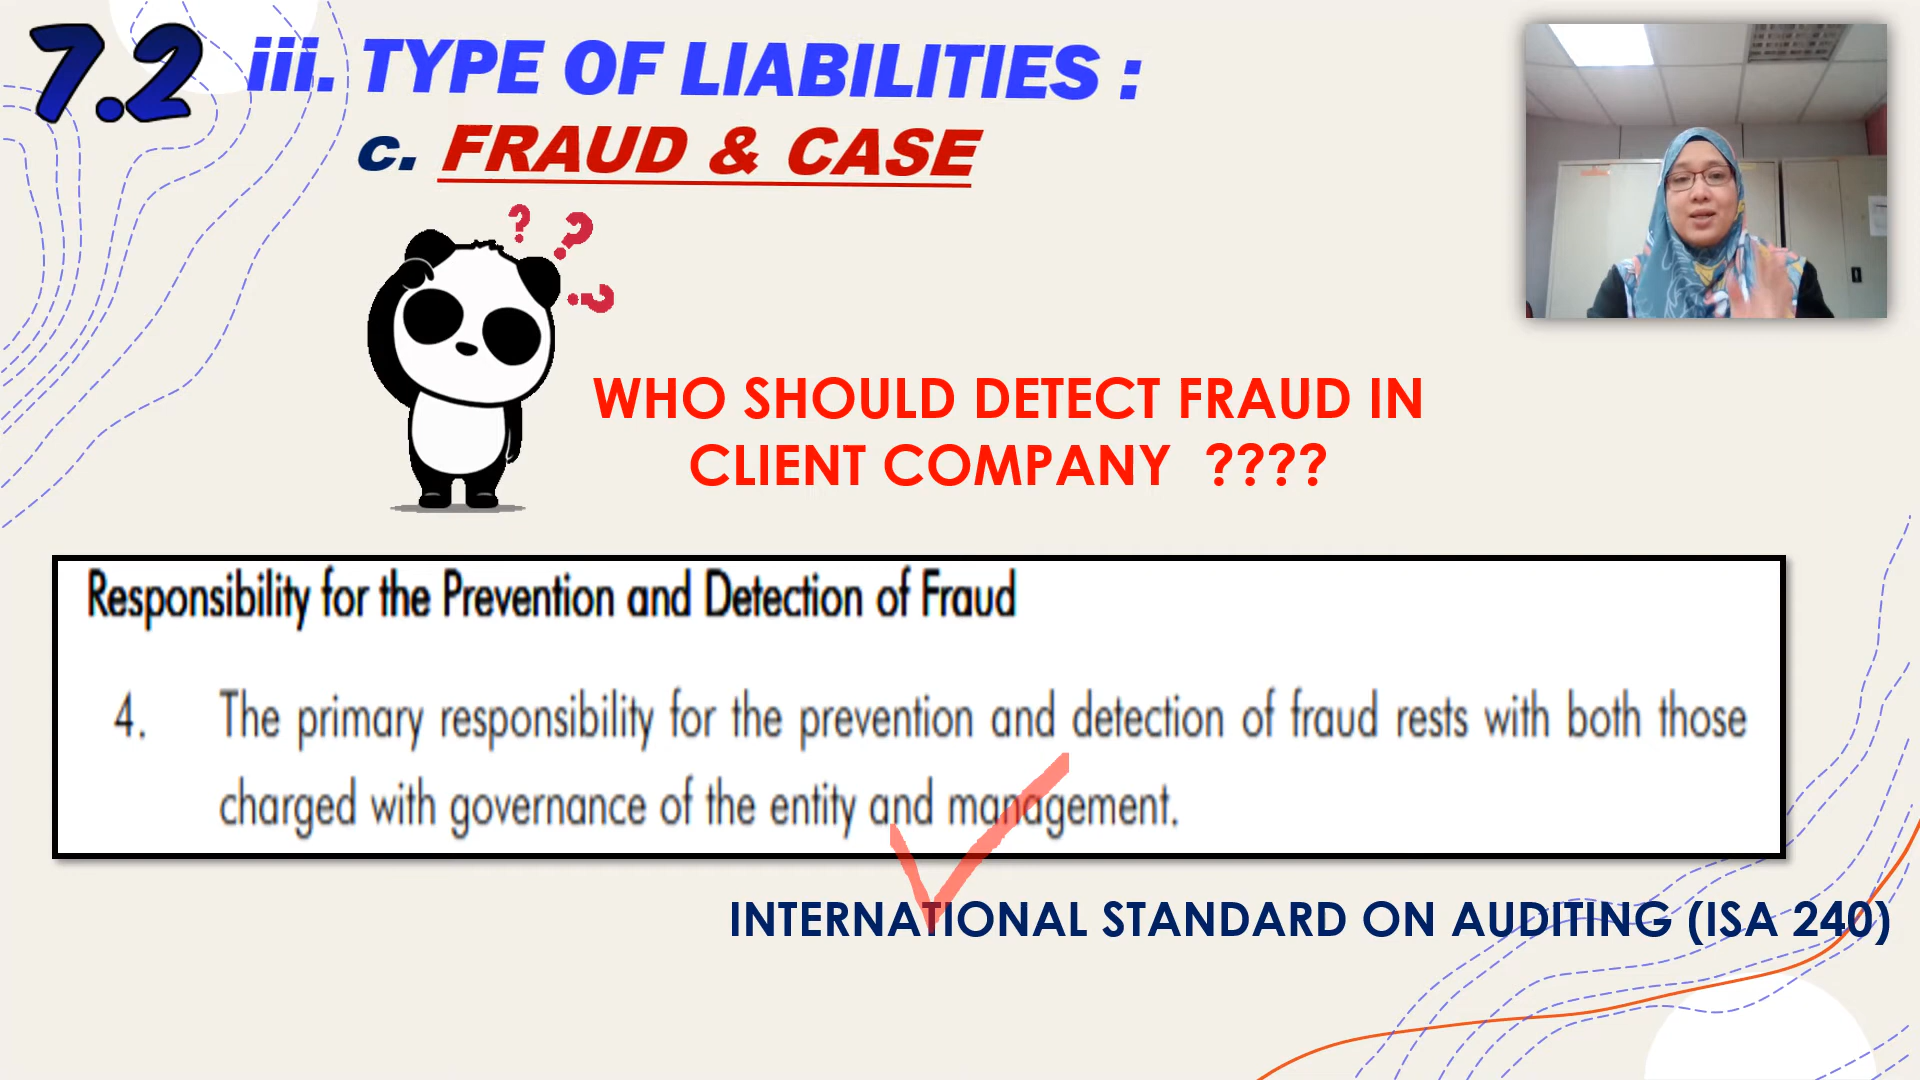 7.2 iii. TYPE OF LIABILITIES :
c. FRAUD & CASE
? ? ?
WHO SHOULD DETECT FRAUD IN
CLIENT COMPANY ????
Responsibility for the Prevention and Detection of Fraud
4. The primary responsibility for the prevention and detection of fraud rests with both those
charged with governance of the entity and management.
INTERNATIONAL STANDARD ON AUDITING (ISA 240)